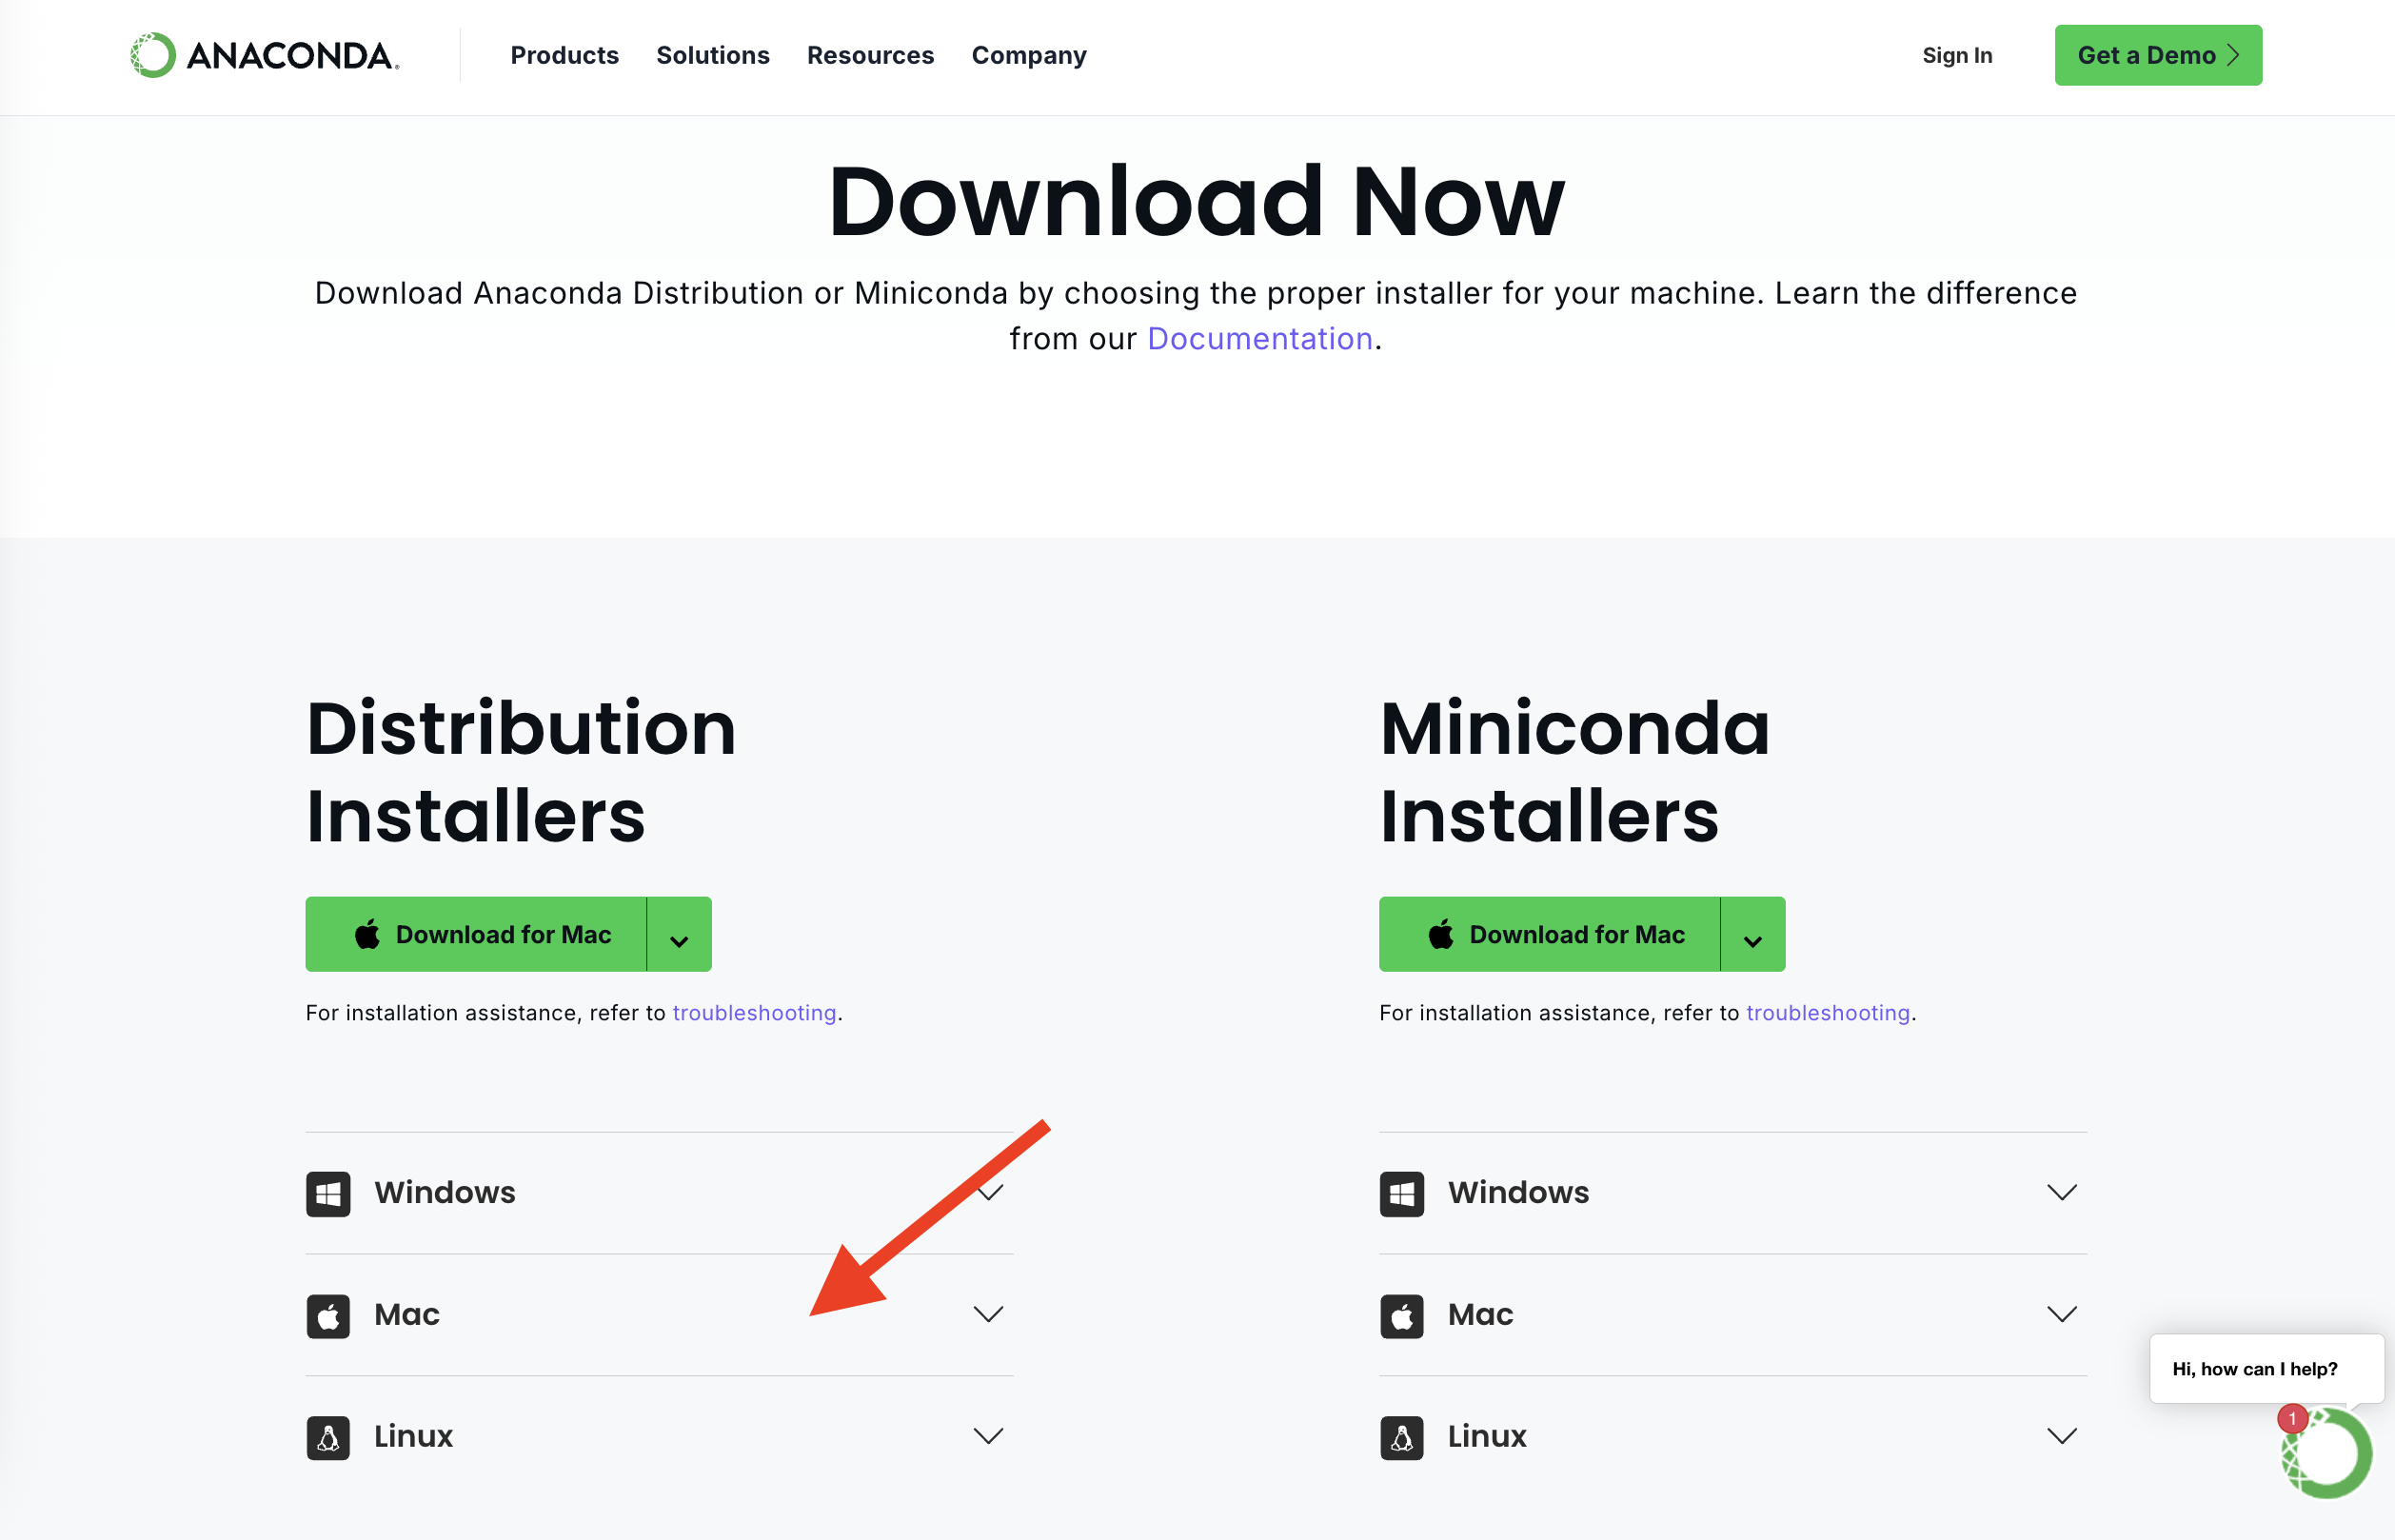 ANACONDA.
Products Solutions Resources Company Sign In Get a Demo
Download Now
Download Anaconda Distribution or Miniconda by choosing the proper installer for your machine. Learn the difference
from our Documentation.
Distribution
Installers
Download for Mac
For installation assistance, refer to troubleshooting.
Windows
Mac
Linux
Miniconda
Installers
Download for Mac
For installation assistance, refer to troubleshooting.
Windows
Mac
Linux
Hi, how can I help?
1